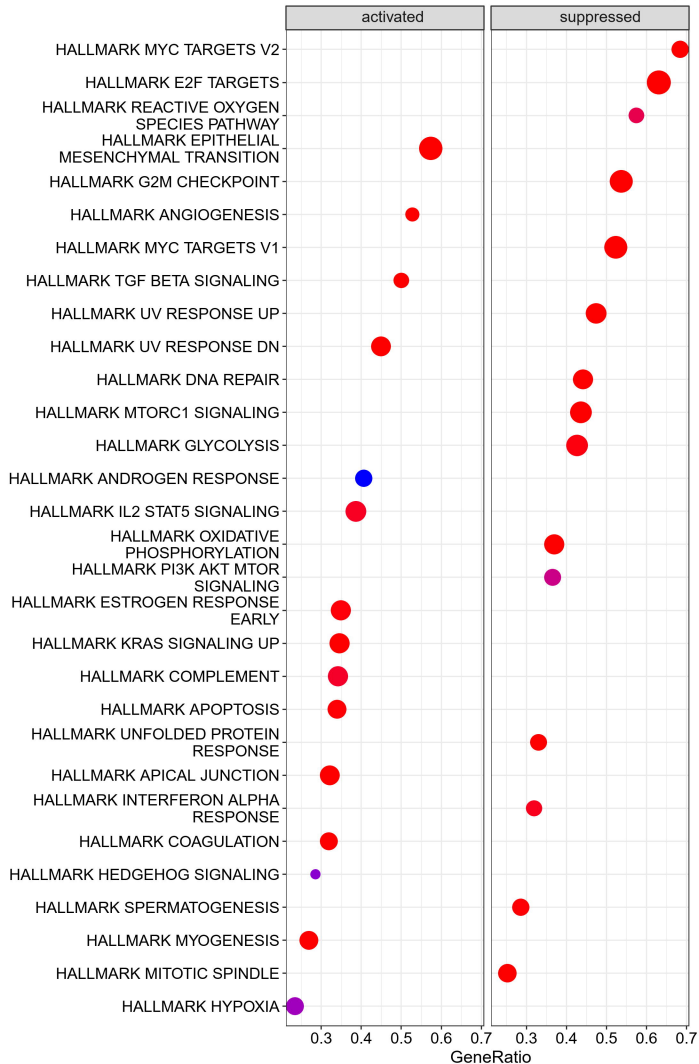 activated suppressed
HALLMARK MYC TARGETS V2
HALLMARK E2F TARGETS
HALLMARK REACTIVE OXYGEN
SPECIES PATHWAY
HALLMARK EPITHELIAL
MESENCHYMAL TRANSITION
HALLMARK G2M CHECKPOINT
HALLMARK ANGIOGENESIS
HALLMARK MYC TARGETS V1
HALLMARK TGF BETA SIGNALING
HALLMARK UV RESPONSE UP
HALLMARK UV RESPONSE DN
HALLMARK DNA REPAIR
HALLMARK MTORC1 SIGNALING
HALLMARK GLYCOLYSIS
HALLMARK ANDROGEN RESPONSE
HALLMARK IL2 STAT5 SIGNALING
HALLMARK OXIDATIVE
PHOSPHORYLATION
HALLMARK PI3K AKT MTOR
SIGNALING
HALLMARK ESTROGEN RESPONSE
EARLY
HALLMARK KRAS SIGNALING UP
HALLMARK COMPLEMENT
HALLMARK APOPTOSIS
HALLMARK UNFOLDED PROTEIN
RESPONSE
HALLMARK APICAL JUNCTION
HALLMARK INTERFERON ALPHA
RESPONSE
HALLMARK COAGULATION
HALLMARK HEDGEHOG SIGNALING
HALLMARK SPERMATOGENESIS
HALLMARK MYOGENESIS
HALLMARK MITOTIC SPINDLE
HALLMARK HYPOXIA
0.3 0.4 0.5 0.6 0.7 0.3 0.4 0.5 0.6 0.7
GeneRatio